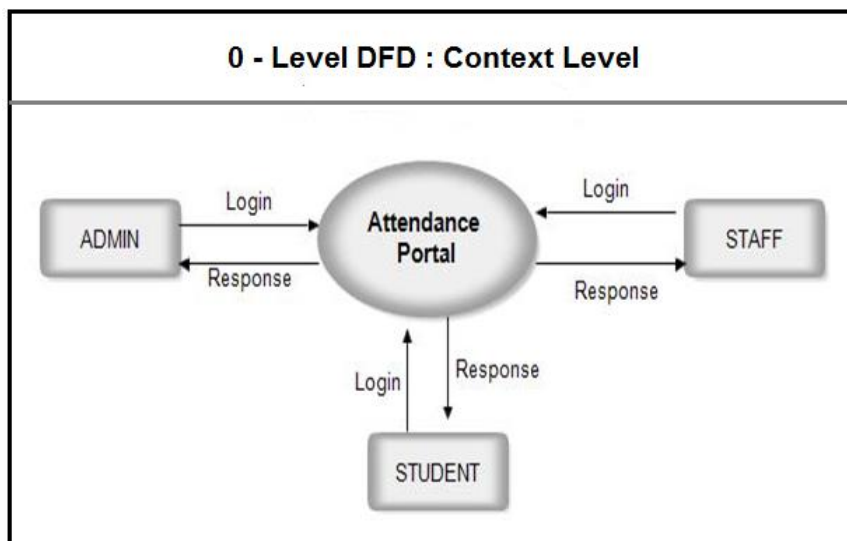 0 - Level DFD : Context Level
Login
Login
ADMIN
Attendance
Portal
STAFF
Response
Response
Login
Response
STUDENT